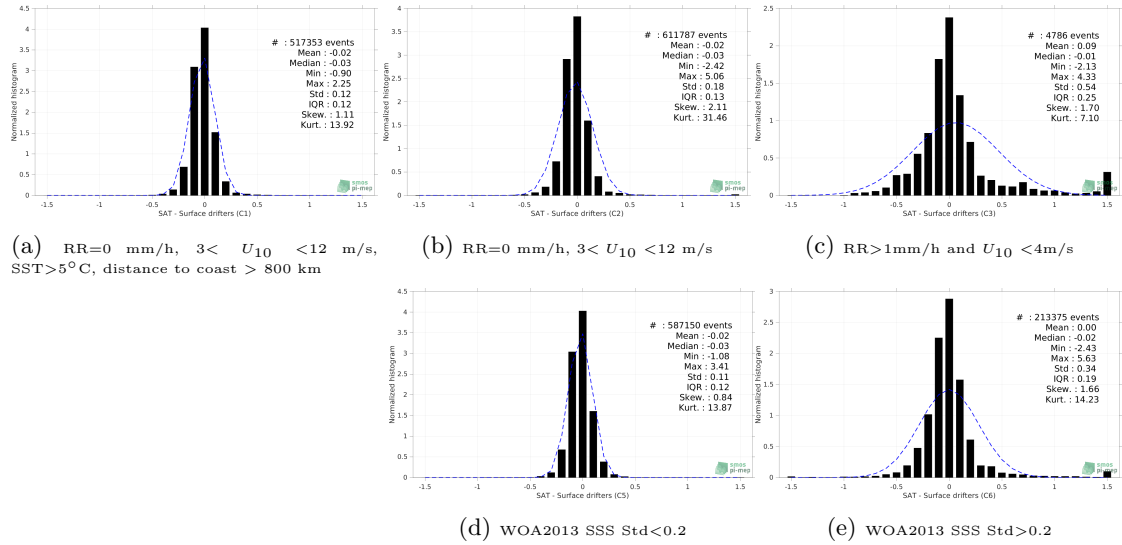 4.5
4
3.5
3
2.5
2
1.5
1
0.5
0
-1.5 -1 -0.5 0 0.5 1 1.5
Normalized histogram
SAT - Surface drifters (C1)
# : 517353 events
Mean : -0.02
Median : -0.03
Min : -0.90
Max : 2.25
Std : 0.12
IQR : 0.12
Skew. : 1.11
Kurt. : 13.92
smos
pi-mep
(a) RR=0 mm/h, 3< U10 <12 m/s,
SST>5°C, distance to coast > 800 km
4
3.5
3
2.5
2
1.5
1
0.5
0
-1.5 -1 -0.5 0 0.5 1 1.5
Normalized histogram
SAT - Surface drifters (C2)
# : 611787 events
Mean : -0.02
Median : -0.03
Min : -2.42
Max : 5.06
Std : 0.18
IQR : 0.13
Skew. : 2.11
Kurt. : 31.46
smos
pi-mep
(b) RR=0 mm/h, 3< U10 <12 m/s
2.5
2
1.5
1
0.5
0
-1.5 -1 -0.5 0 0.5 1 1.5
Normalized histogram
SAT - Surface drifters (C3)
# : 4786 events
Mean : 0.09
Median : -0.01
Min : -2.13
Max : 4.33
Std : 0.54
IQR : 0.25
Skew. : 1.70
Kurt. : 7.10
smos
pi-mep
(c) RR>1mm/h and U10 <4m/s
4.5
4
3.5
3
2.5
2
1.5
1
0.5
0
-1.5 -1 -0.5 0 0.5 1 1.5
Normalized histogram
SAT - Surface drifters (C5)
# : 587150 events
Mean : -0.02
Median : -0.03
Min : -1.08
Max : 3.41
Std : 0.11
IQR : 0.12
Skew. : 0.84
Kurt. : 13.87
smos
pi-mep
(d) WOA2013 SSS Std<0.2
3
2.5
2
1.5
1
0.5
0
-1.5 -1 -0.5 0 0.5 1 1.5
Normalized histogram
SAT - Surface drifters (C6)
# : 213375 events
Mean : 0.00
Median : -0.02
Min : -2.43
Max : 5.63
Std : 0.34
IQR : 0.19
Skew. : 1.66
Kurt. : 14.23
smos
pi-mep
(e) WOA2013 SSS Std>0.2